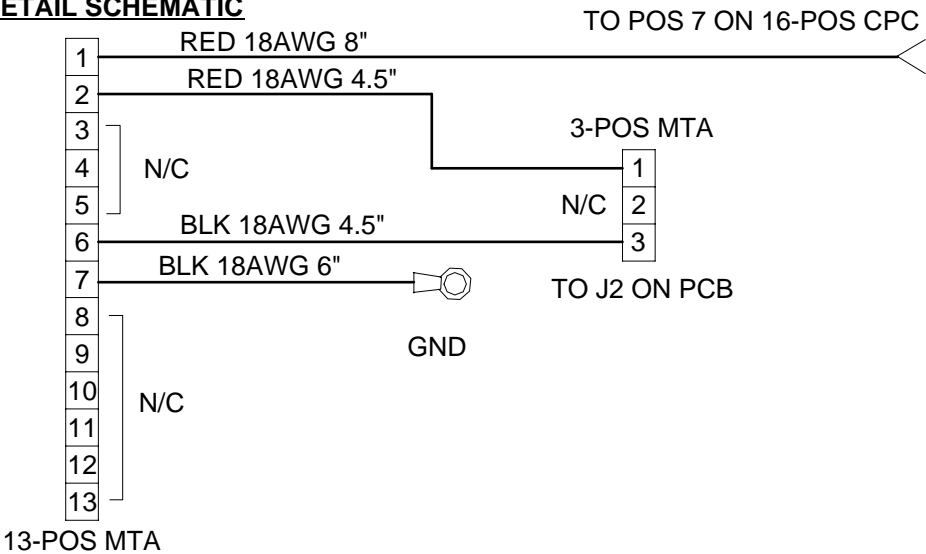 ETAIL SCHEMATIC
TO POS 7 ON 16-POS CPC
RED 18AWG 8"
1
RED 18AWG 4.5"
2
3
3-POS MTA
4
N/C
1
5
N/C
2
BLK 18AWG 4.5"
6
3
BLK 18AWG 6"
7
TO J2 ON PCB
8
GND
9
10
N/C
11
12
13
13-POS MTA